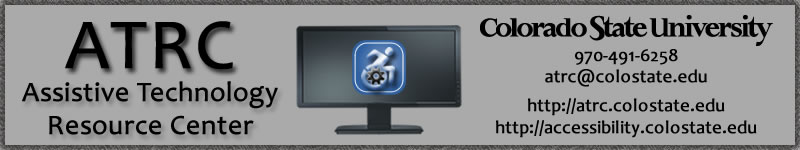 ATRC
Assistive Technology
Resource Center
Colorado State University
970-491-6258
atrc@colostate.edu
http://atrc.colostate.edu
http://accessibility.colostate.edu